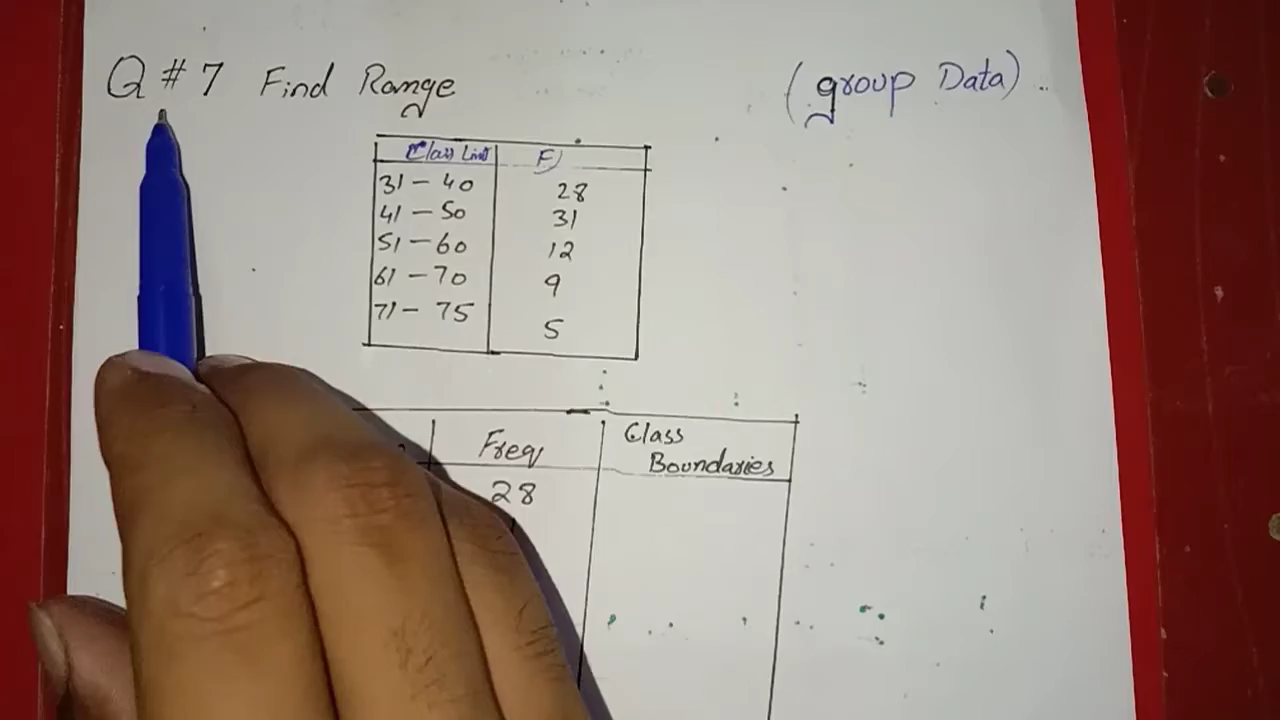 Q # 7 Find Range (group Data)
Class Limit F
31 - 40 28
41 - 50 31
51 - 60 12
61 - 70 9
71 - 75 5
Freq Class
Boundaries
28